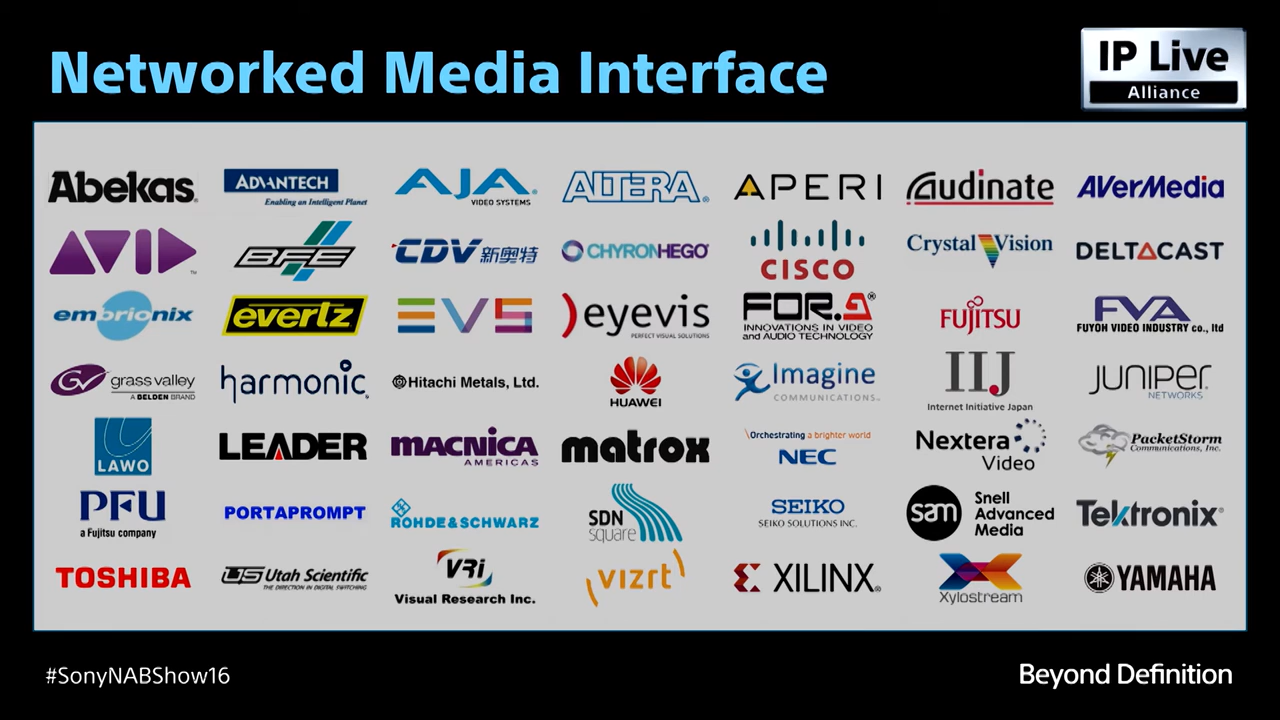 Networked Media Interface
IP Live
Alliance
Abekas®
ADVANTECH
Enabling an Intelligent Planet
AJA®
VIDEO SYSTEMS
ALTERA®
APERI
Audinate
AVerMedia
AVID™
BFE
CDV 新奥特
CHYRONHEGO
CISCO
Crystal Vision
DELTACAST
embrionix
evertz
EVS
eyevis
PERFECT VISUAL SOLUTIONS
FOR.A®
INNOVATIONS IN VIDEO
and AUDIO TECHNOLOGY
FUJITSU
FVA
FUYOH VIDEO INDUSTRY co., ltd
GV grass valley
A BELDEN BRAND
harmonic
Hitachi Metals, Ltd.
HUAWEI
Imagine
COMMUNICATIONS
IIJ
Internet Initiative Japan
JUNIPER
NETWORKS
LAWO
LEADER
MACNICA
AMERICAS
matrox
Orchestrating a brighter world
NEC
Nextera
Video
PacketStorm
Communications, Inc.
PFU
a Fujitsu company
PORTAPROMPT
ROHDE & SCHWARZ
SDN
square
SEIKO
SEIKO SOLUTIONS INC.
sam
Snell
Advanced
Media
Tektronix®
TOSHIBA
US Utah Scientific
THE DIRECTION IN DIGITAL SWITCHING
VRi
Visual Research Inc.
vizrt
XILINX®
Xylostream
YAMAHA
#SonyNABShow16
Beyond Definition